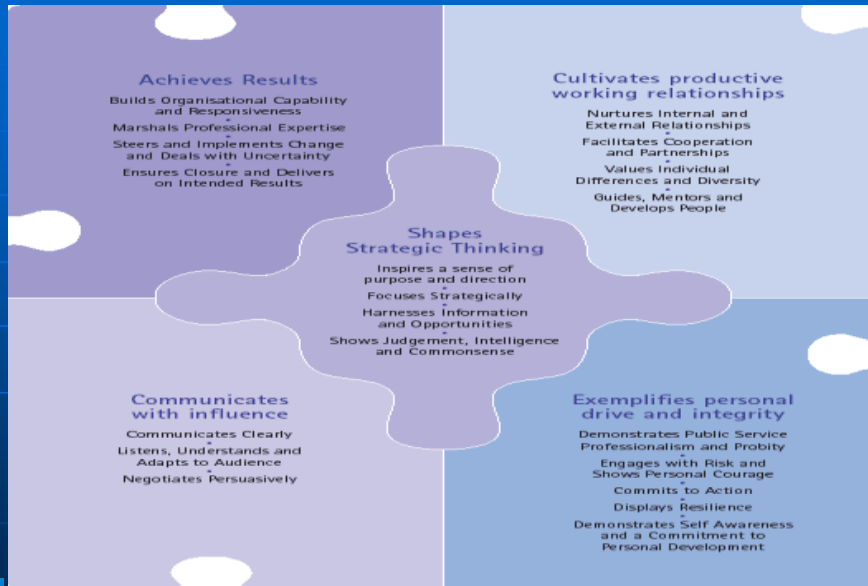 Achieves Results
Builds Organisational Capability
and Responsiveness
•
Marshals Professional Expertise
•
Steers and Implements Change
and Deals with Uncertainty
•
Ensures Closure and Delivers
on Intended Results
Cultivates productive
working relationships
Nurtures Internal and
External Relationships
•
Facilitates Cooperation
and Partnerships
•
Values Individual
Differences and Diversity
•
Guides, Mentors and
Develops People
Shapes
Strategic Thinking
Inspires a sense of
purpose and direction
•
Focuses Strategically
•
Harnesses Information
and Opportunities
•
Shows Judgement, Intelligence
and Commonsense
Communicates
with influence
Communicates Clearly
•
Listens, Understands and
Adapts to Audience
•
Negotiates Persuasively
Exemplifies personal
drive and integrity
Demonstrates Public Service
Professionalism and Probity
•
Engages with Risk and
Shows Personal Courage
•
Commits to Action
•
Displays Resilience
•
Demonstrates Self Awareness
and a Commitment to
Personal Development